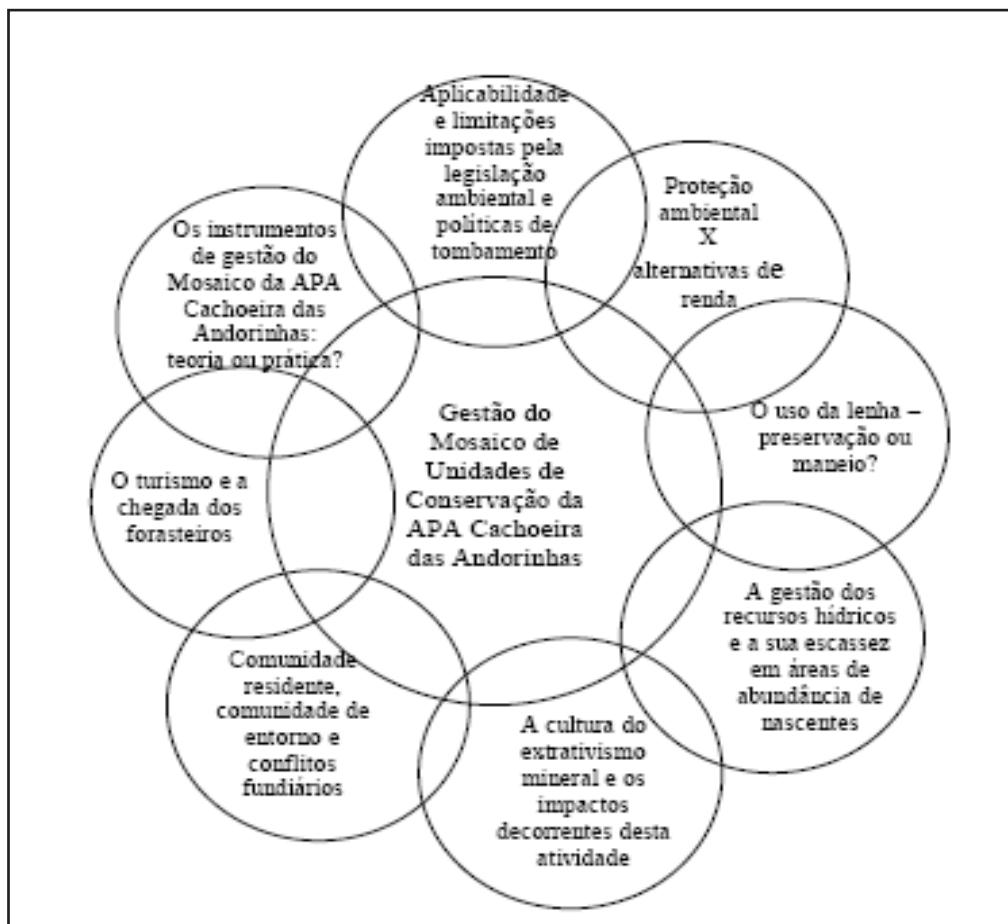 Aplicabilidade
e limitações
impostas pela
legislação
ambiental e
políticas de
tombamento
Proteção
ambiental
X
alternativas de
renda
O uso da lenha –
preservação ou
maneio?
A gestão dos
recursos hídricos
e a sua escassez
em áreas de
abundância de
nascentes
A cultura do
extrativismo
mineral e os
impactos
decorrentes desta
atividade
Comunidade
residente,
comunidade de
entorno e
conflitos
fundiários
O turismo e a
chegada dos
forasteiros
Os instrumentos
de gestão do
Mosaico da APA
Cachoeira das
Andorinhas:
teoria ou prática?
Gestão do
Mosaico de
Unidades de
Conservação da
APA Cachoeira
das Andorinhas